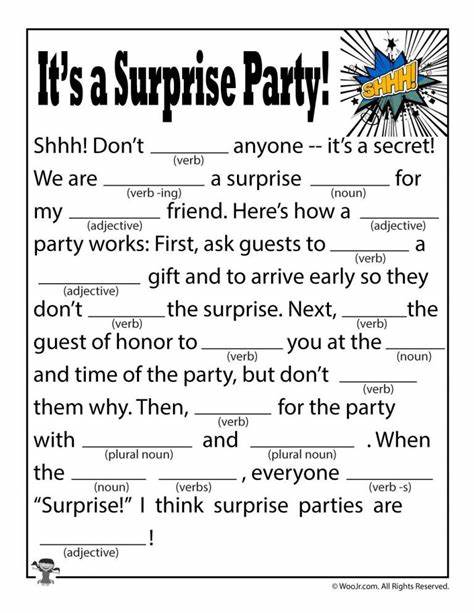 It's a Surprise Party!
SHHH!
Shhh! Don't ________ anyone -- it's a secret!
(verb)
We are ________ a surprise ________ for
(verb -ing) (noun)
my ________ friend. Here's how a ________
(adjective) (adjective)
party works: First, ask guests to ________ a
(verb)
________ gift and to arrive early so they
(adjective)
don't ________ the surprise. Next, ________the
(verb) (verb)
guest of honor to ________ you at the ________
(verb) (noun)
and time of the party, but don't ________
(verb)
them why. Then, ________ for the party
(verb)
with ________ and ________ . When
(plural noun) (plural noun)
the ________ ________ , everyone ________
(noun) (verbs) (verb -s)
“Surprise!” I think surprise parties are
________ !
(adjective)
© WooJr.com. All Rights Reserved.